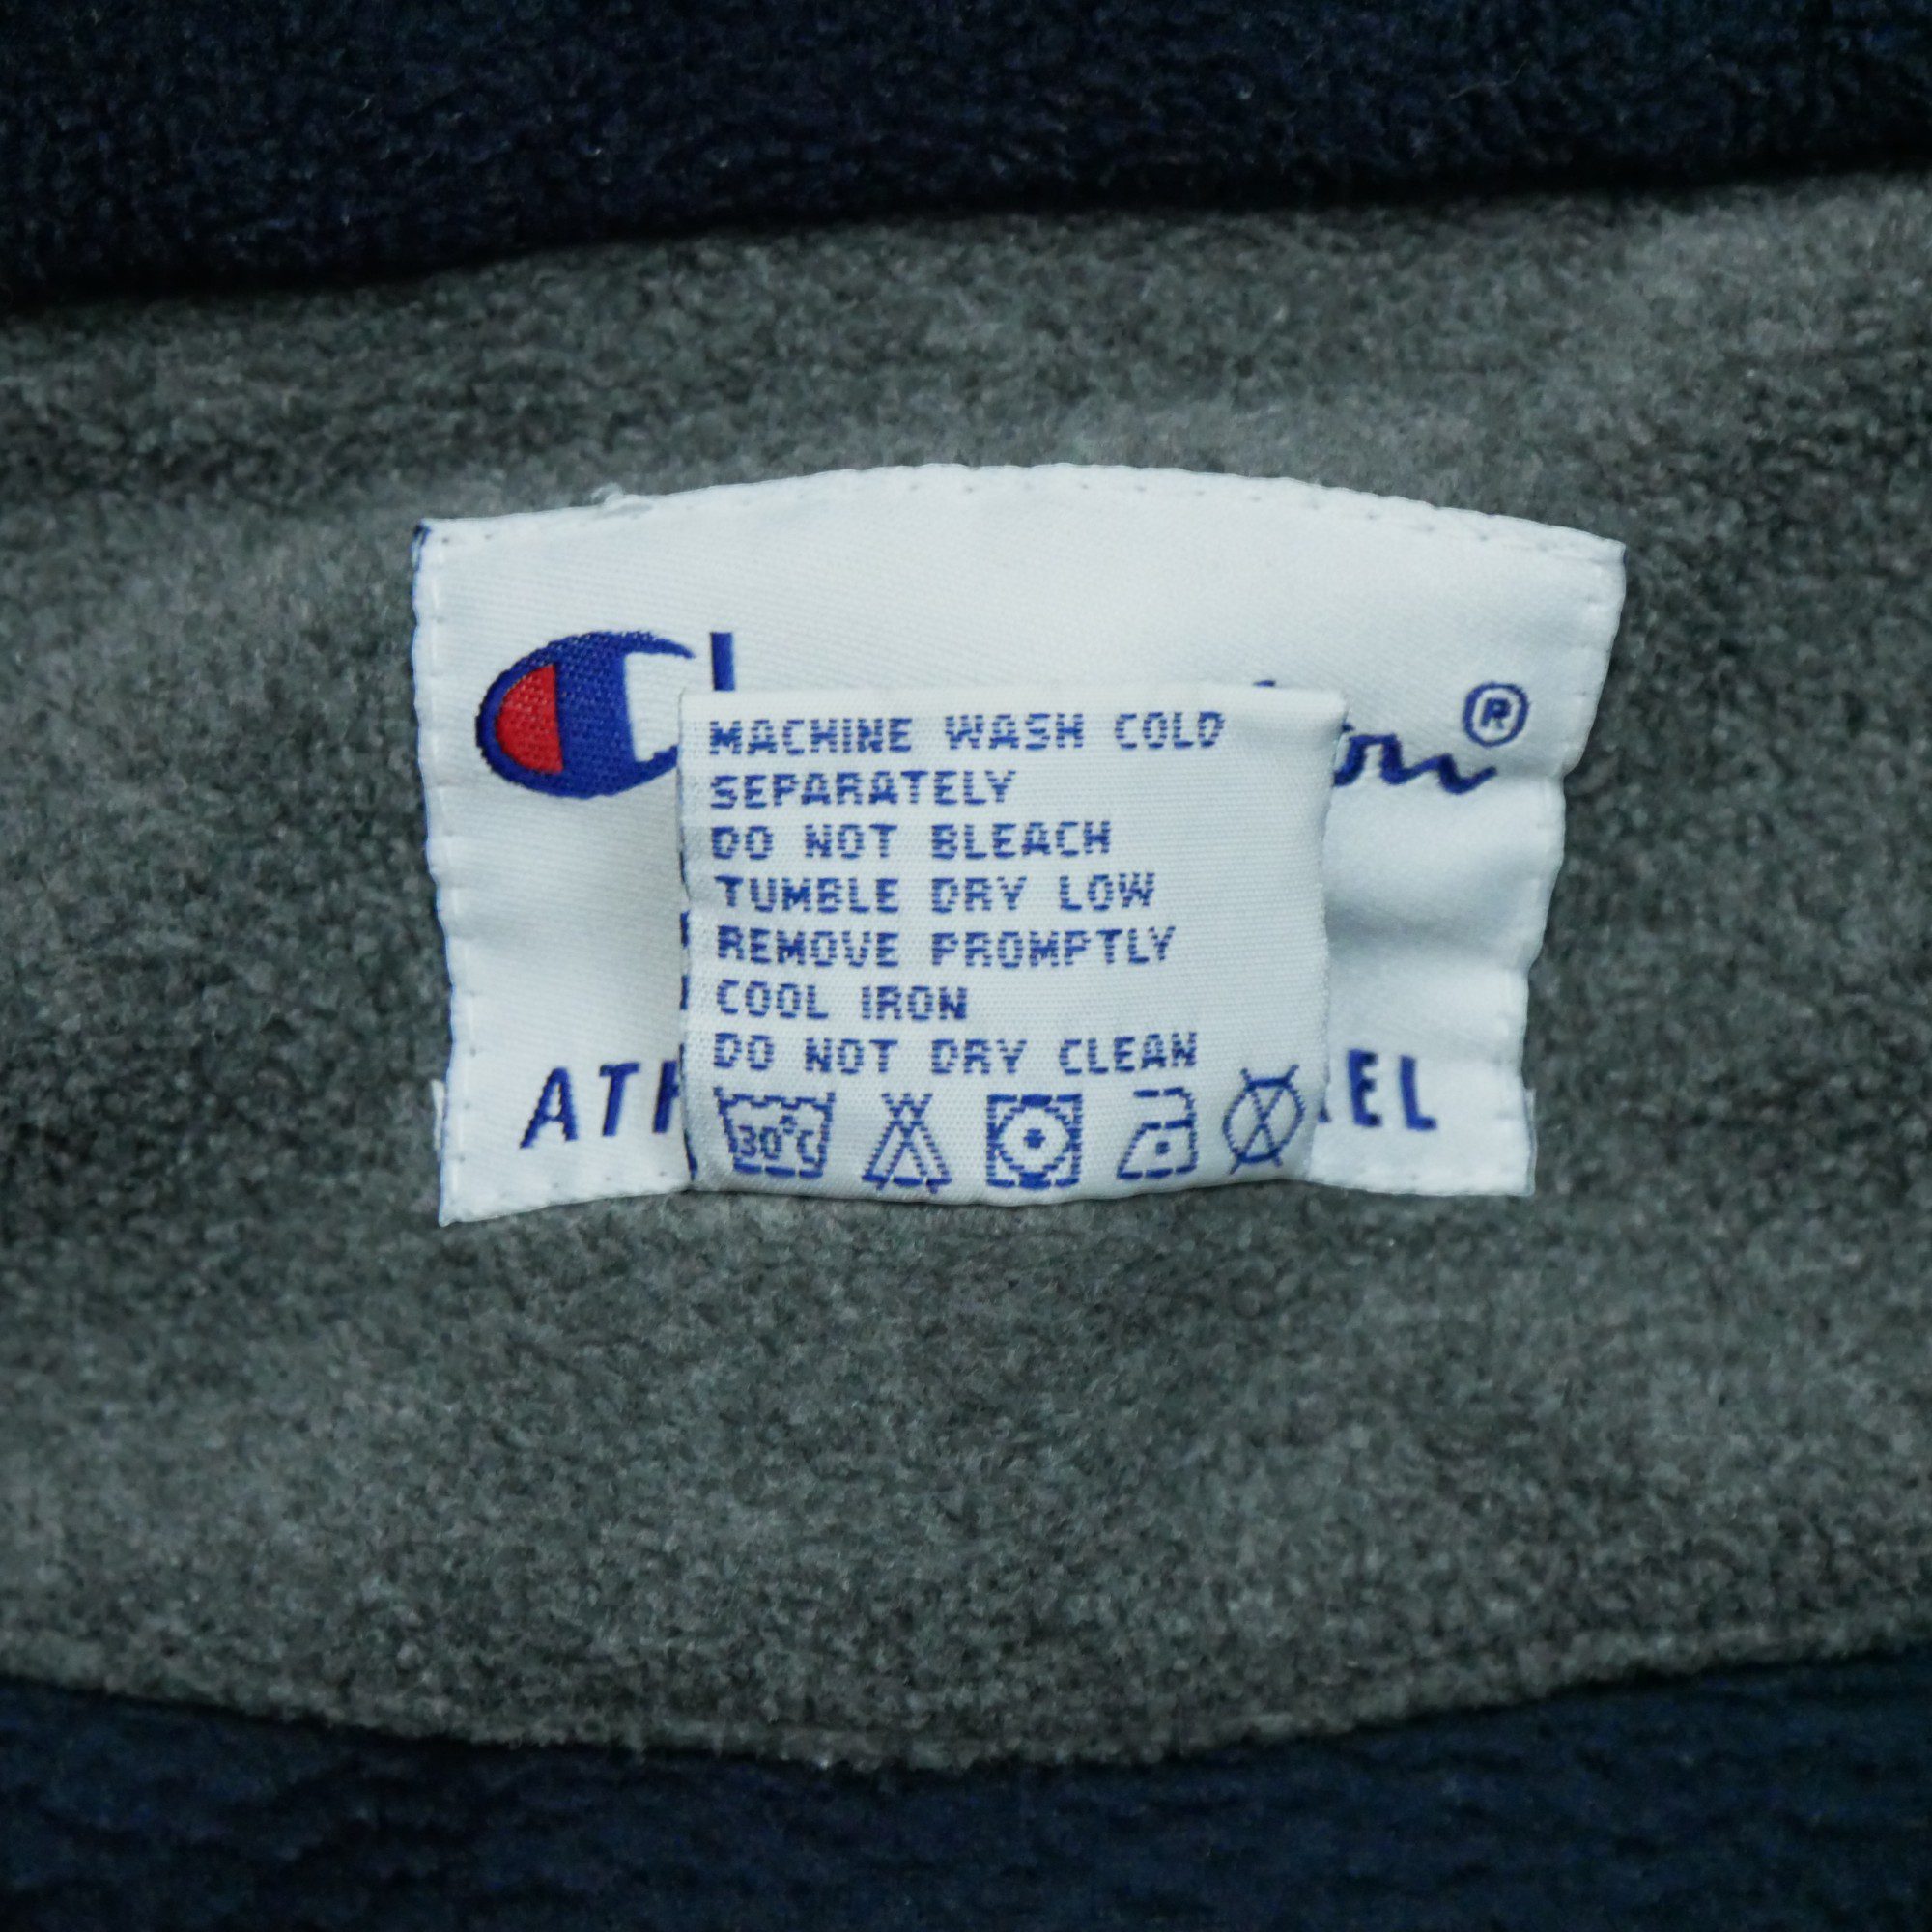 ®
MACHINE WASH COLD
SEPARATELY
DO NOT BLEACH
TUMBLE DRY LOW
REMOVE PROMPTLY
COOL IRON
DO NOT DRY CLEAN
30°C